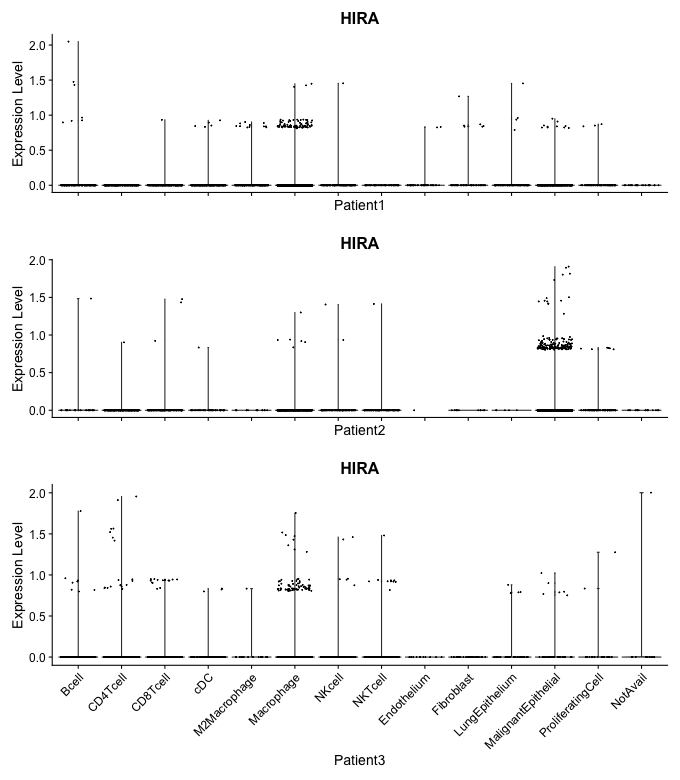 HIRA
Expression Level
2.0
1.5
1.0
0.5
0.0
Patient1
HIRA
Expression Level
2.0
1.5
1.0
0.5
0.0
Patient2
HIRA
Expression Level
2.0
1.5
1.0
0.5
0.0
Bcell
CD4Tcell
CD8Tcell
cDC
M2Macrophage
Macrophage
NKcell
NKTcell
Endothelium
Fibroblast
LungEpithelium
MalignantEpithelial
ProliferatingCell
NotAvail
Patient3